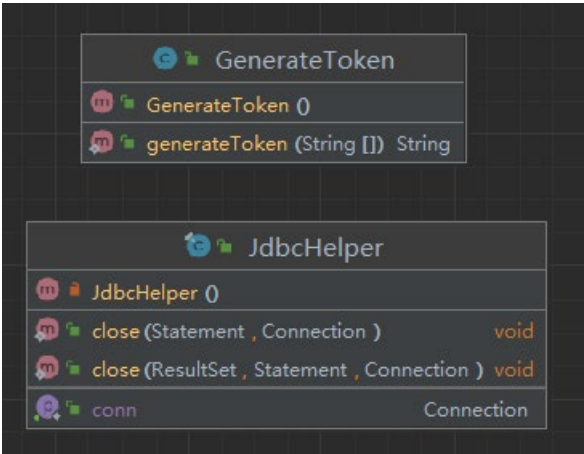 GenerateToken
GenerateToken ()
generateToken (String []) String
JdbcHelper
JdbcHelper ()
close (Statement , Connection ) void
close (ResultSet , Statement , Connection ) void
conn Connection